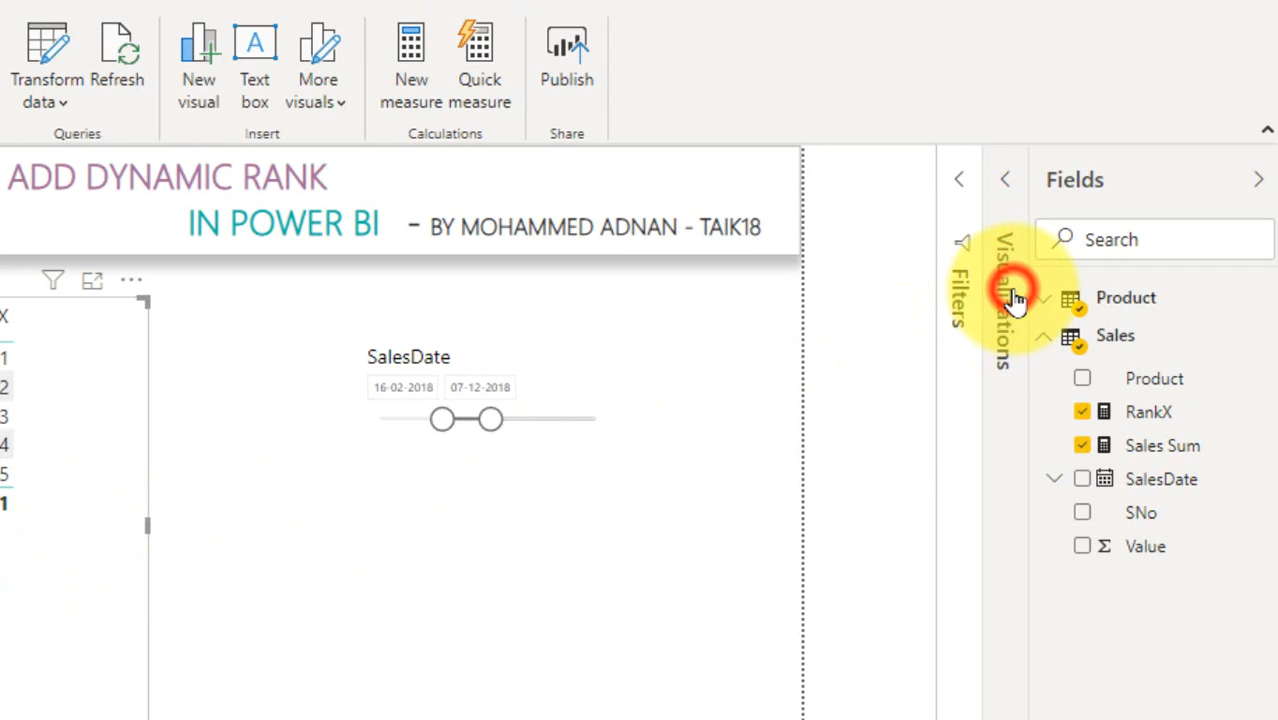 Transform
data
Refresh
New
visual
Text
box
More
visuals
New
measure
Quick
measure
Publish
Queries
Insert
Calculations
Share
ADD DYNAMIC RANK
IN POWER BI - BY MOHAMMED ADNAN - TAIK18
X
1
2
3
4
5
1
SalesDate
16-02-2018 07-12-2018
Filters
Visualizations
Fields
Search
Product
Sales
Product
RankX
Sales Sum
SalesDate
SNo
Σ Value